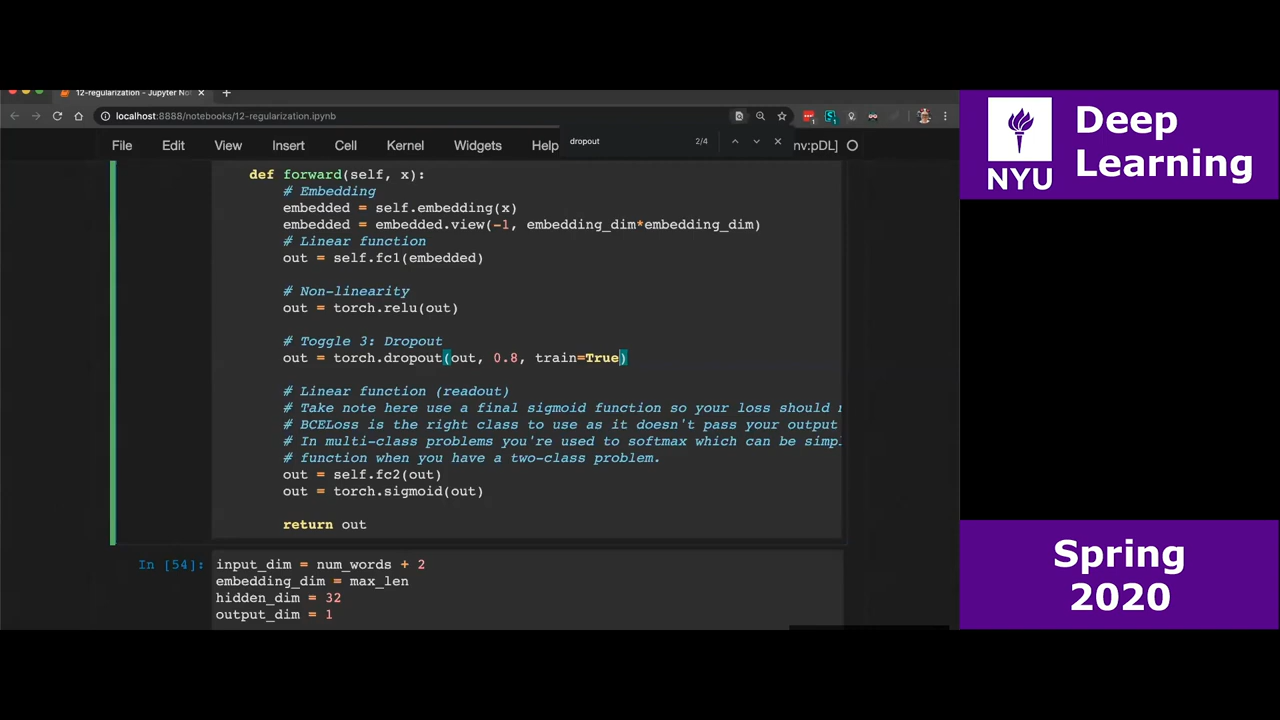 12-regularization - Jupyter No
localhost:8888/notebooks/12-regularization.ipynb
File Edit View Insert Cell Kernel Widgets Help
dropout 2/4
nv:pDL]
def forward(self, x):
# Embedding
embedded = self.embedding(x)
embedded = embedded.view(-1, embedding_dim*embedding_dim)
# Linear function
out = self.fc1(embedded)
# Non-linearity
out = torch.relu(out)
# Toggle 3: Dropout
out = torch.dropout(out, 0.8, train=True)
# Linear function (readout)
# Take note here use a final sigmoid function so your loss should
# BCELoss is the right class to use as it doesn't pass your output
# In multi-class problems you're used to softmax which can be simpl
# function when you have a two-class problem.
out = self.fc2(out)
out = torch.sigmoid(out)
return out
In [54]: input_dim = num_words + 2
embedding_dim = max_len
hidden_dim = 32
output_dim = 1
NYU
Deep
Learning
Spring
2020